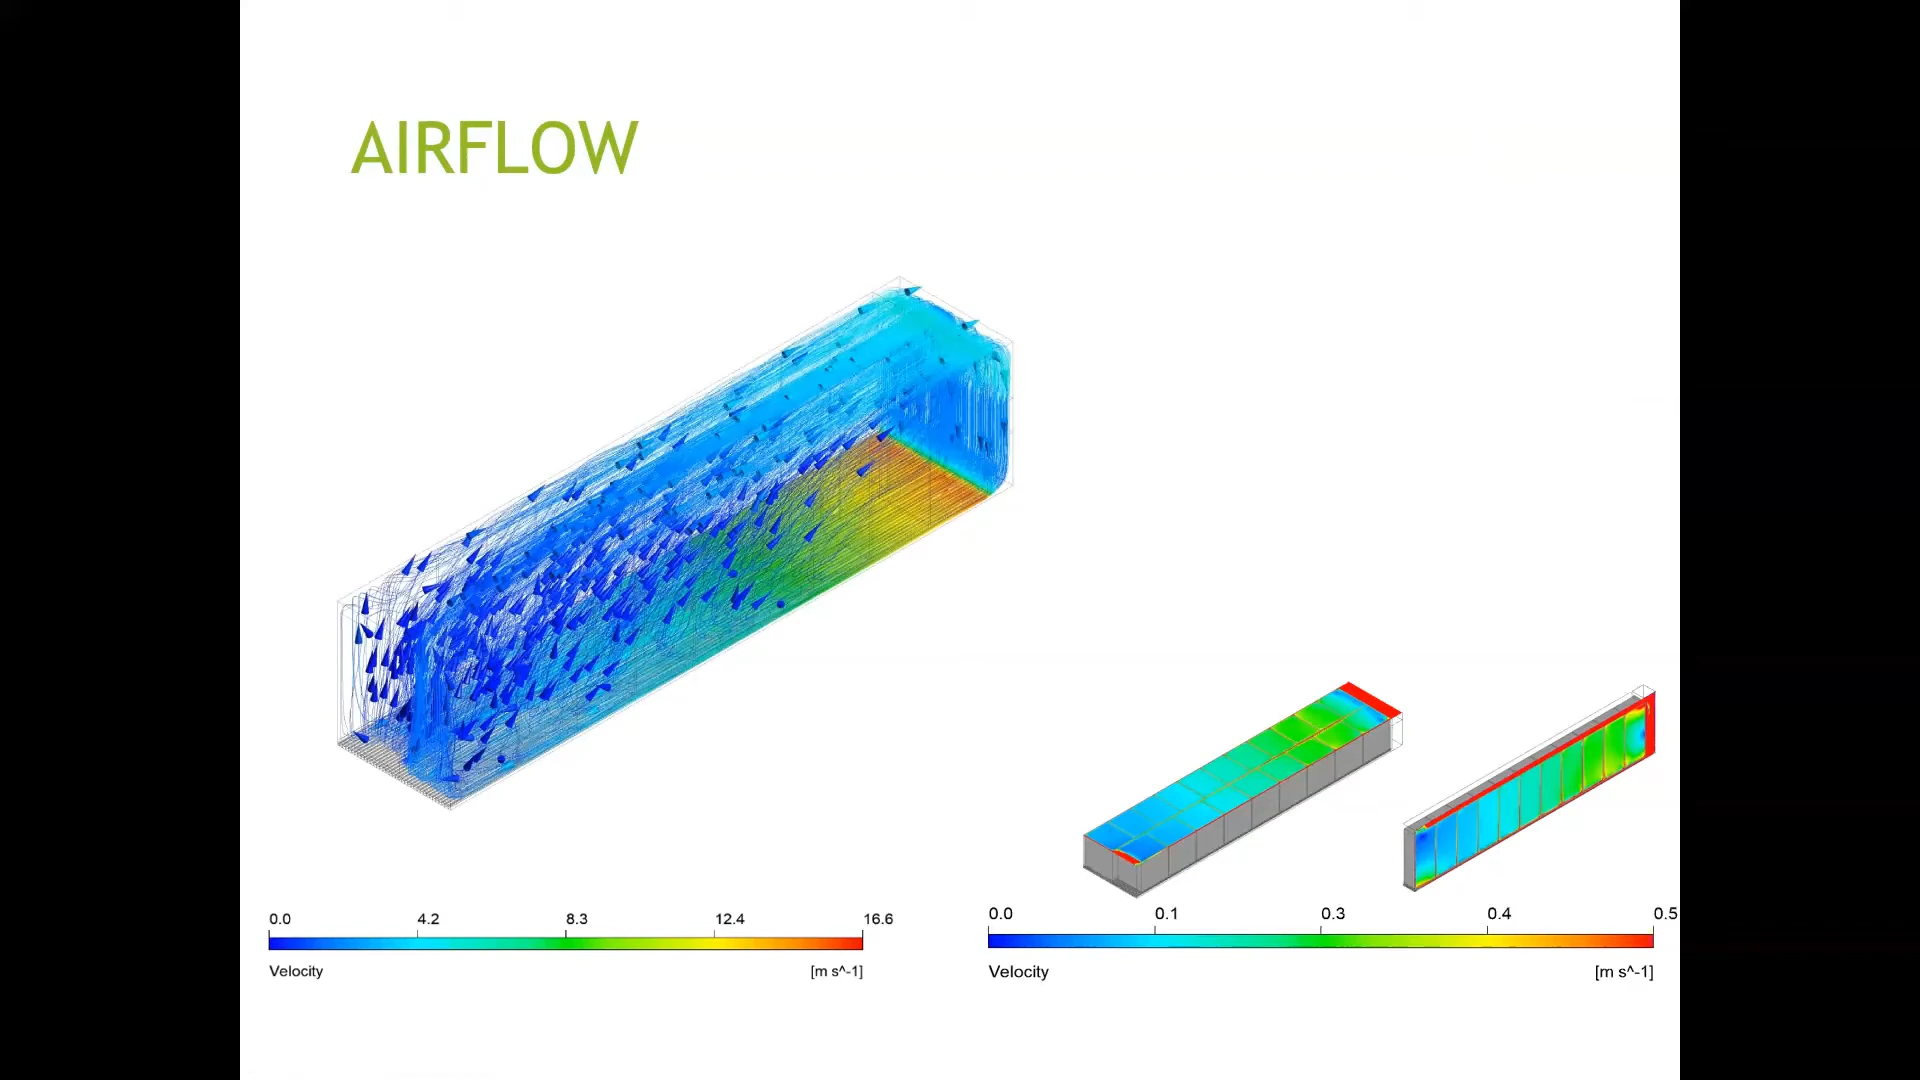 AIRFLOW
0.0 4.2 8.3 12.4 16.6
Velocity [m s^-1]
0.0 0.1 0.3 0.4 0.5
Velocity [m s^-1]